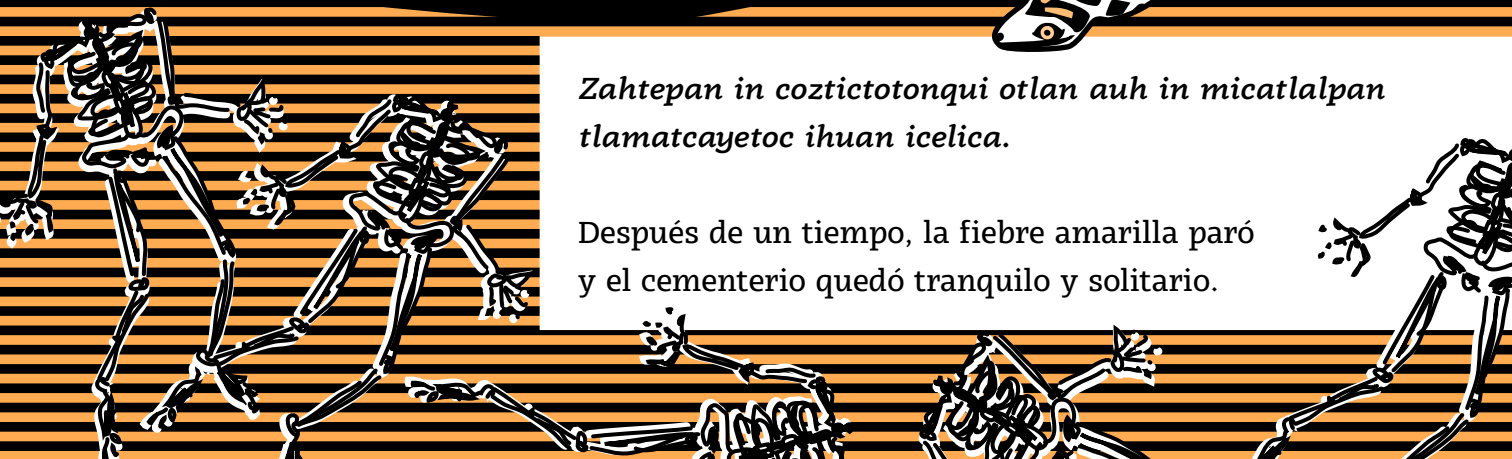 Zahtepan in coztictotonqui otlan auh in micatlalpan
tlamatcayetoc ihuan icelica.
Después de un tiempo, la fiebre amarilla paró
y el cementerio quedó tranquilo y solitario.